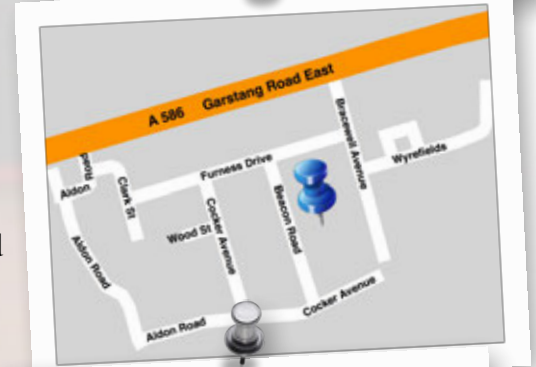 A 586 Garstang Road East
Bracewell Avenue
Furness Drive
Wyrefields
Aldon Road
Clark St
Wood St
Cocker Avenue
Beacon Road
Aldon Road
Cocker Avenue
Aldon Road